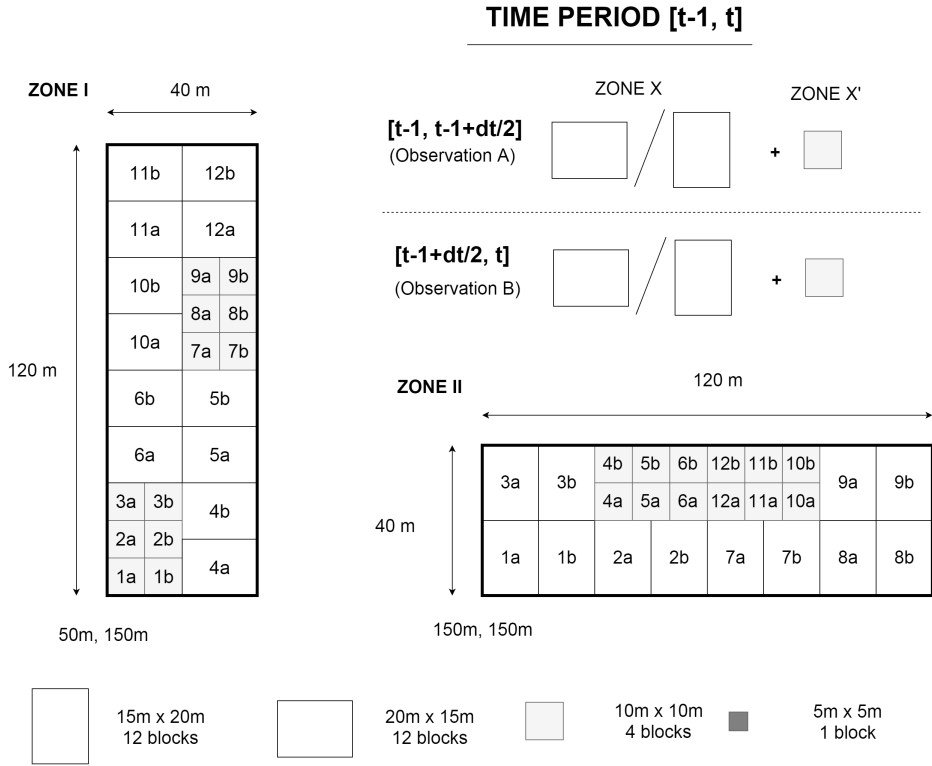 TIME PERIOD [t-1, t]
ZONE I
40 m
120 m
11b 12b
11a 12a
10b 9a 9b
8a 8b
10a 7a 7b
6b 5b
6a 5a
3a 3b 4b
2a 2b
1a 1b 4a
50m, 150m
ZONE X
ZONE X'
[t-1, t-1+dt/2]
(Observation A)
+
[t-1+dt/2, t]
(Observation B)
+
ZONE II
120 m
40 m
4b 5b 6b 12b 11b 10b
3a 3b 9a 9b
4a 5a 6a 12a 11a 10a
1a 1b 2a 2b 7a 7b 8a 8b
150m, 150m
15m x 20m
12 blocks
20m x 15m
12 blocks
10m x 10m
4 blocks
5m x 5m
1 block